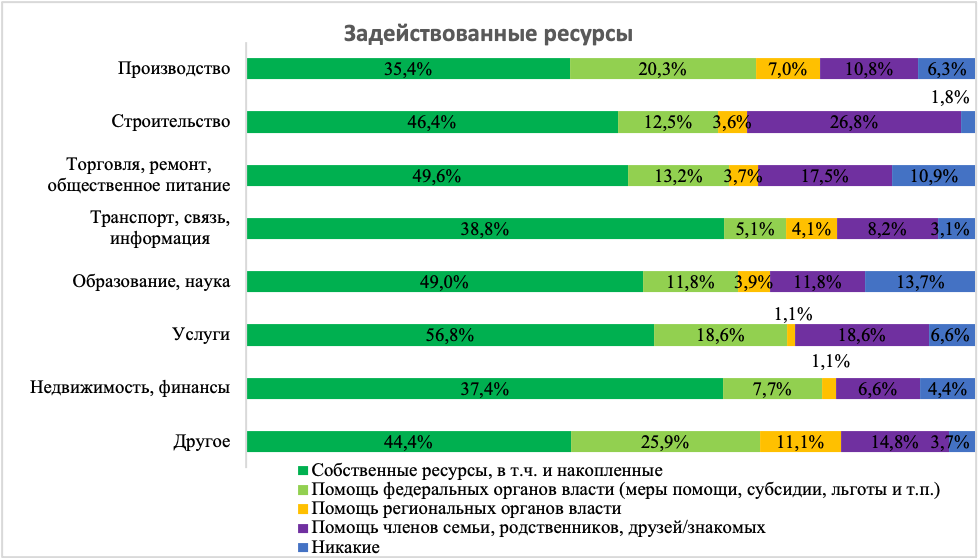 Задействованные ресурсы
Производство
35,4% 20,3% 7,0% 10,8% 6,3%
1,8%
Строительство
46,4% 12,5% 3,6% 26,8%
Торговля, ремонт,
общественное питание
49,6% 13,2% 3,7% 17,5% 10,9%
Транспорт, связь,
информация
38,8% 5,1% 4,1% 8,2% 3,1%
Образование, наука
49,0% 11,8% 3,9% 11,8% 13,7%
1,1%
Услуги
56,8% 18,6% 18,6% 6,6%
1,1%
Недвижимость, финансы
37,4% 7,7% 6,6% 4,4%
Другое
44,4% 25,9% 11,1% 14,8% 3,7%
Собственные ресурсы, в т.ч. и накопленные
Помощь федеральных органов власти (меры помощи, субсидии, льготы и т.п.)
Помощь региональных органов власти
Помощь членов семьи, родственников, друзей/знакомых
Никакие